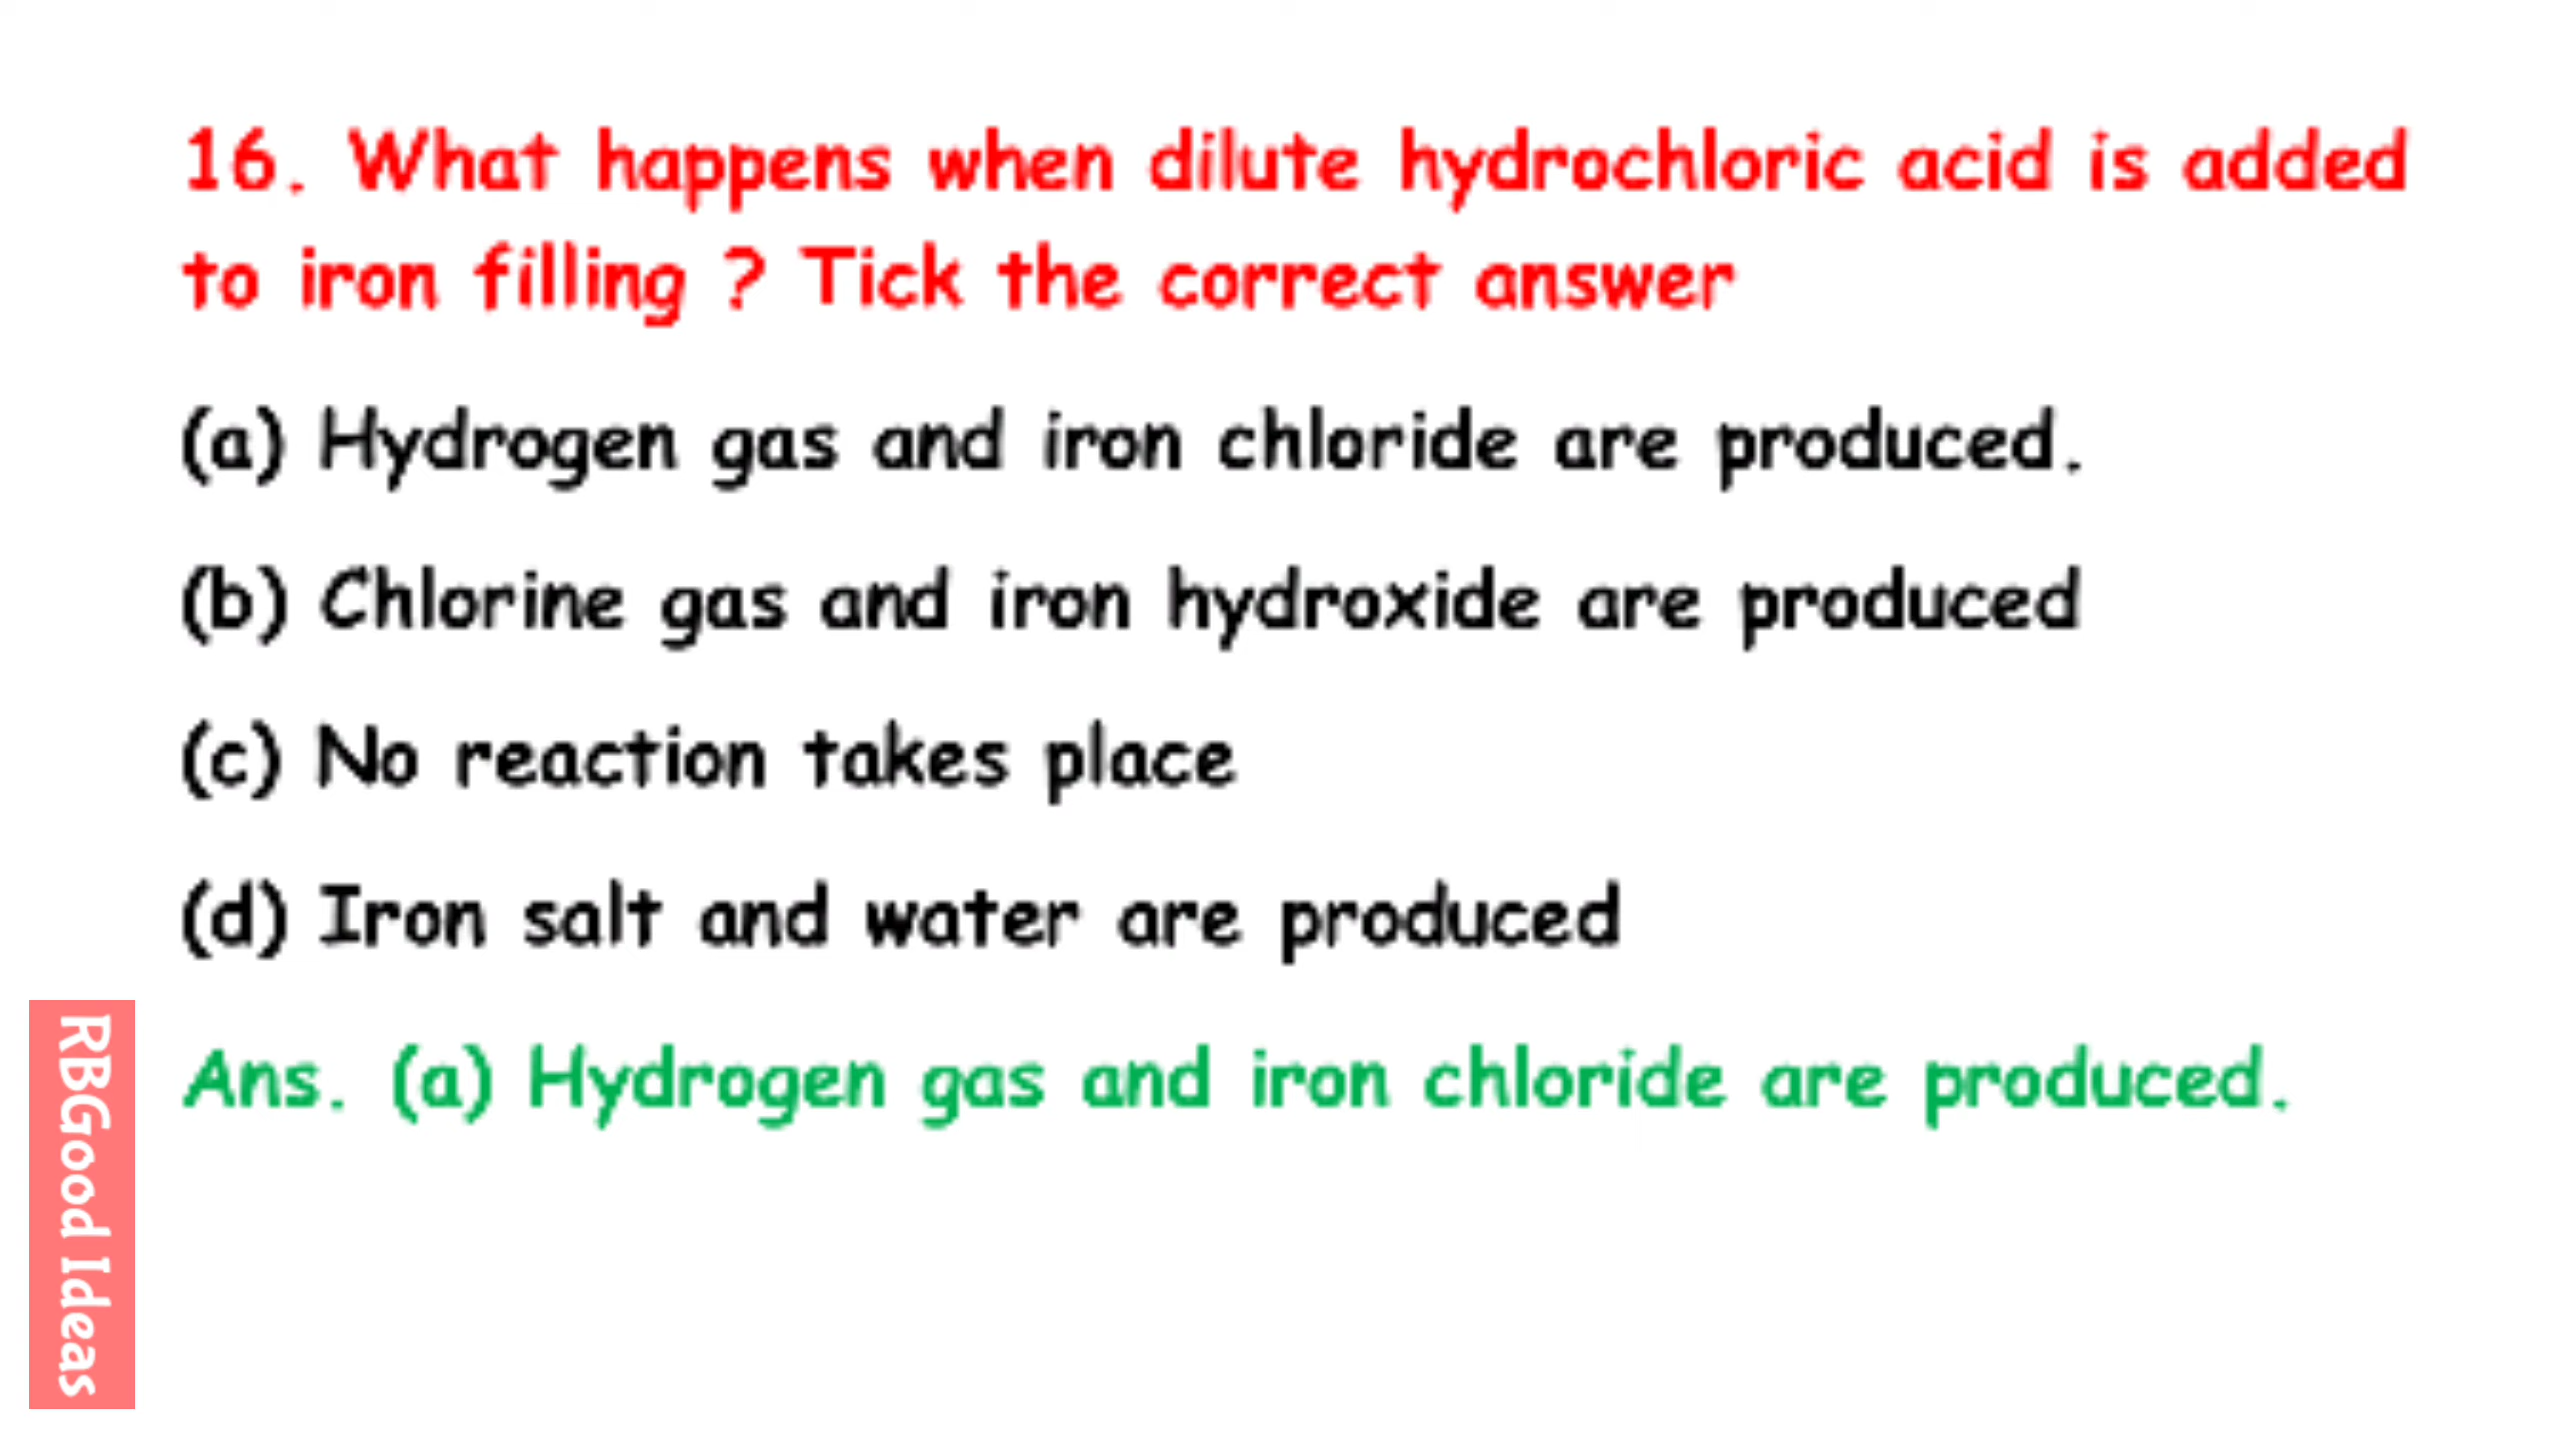 16. What happens when dilute hydrochloric acid is added
to iron filling ? Tick the correct answer
(a) Hydrogen gas and iron chloride are produced.
(b) Chlorine gas and iron hydroxide are produced
(c) No reaction takes place
(d) Iron salt and water are produced
Ans. (a) Hydrogen gas and iron chloride are produced.
RBGood Ideas